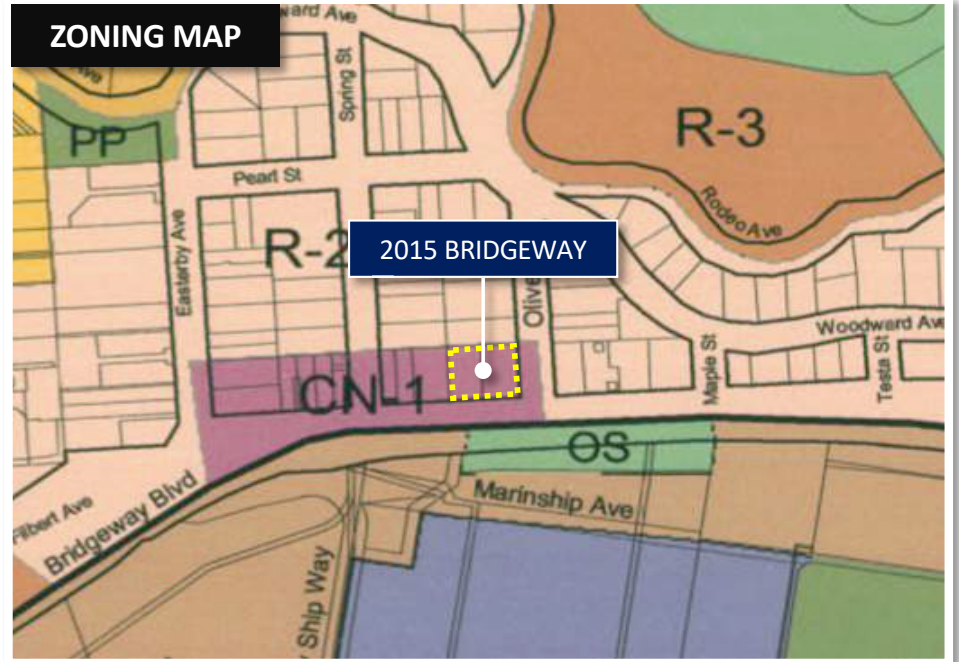 ZONING MAP
ward Ave
Ave
Spring St
PP
R-3
Pearl St
Rodeo Ave
R-2
2015 BRIDGEWAY
Easterby Ave
Olive
Woodward Ave
Maple St
Testa St
CN-1
OS
Marinship Ave
Filbert Ave
Bridgeway Blvd
Ship Way